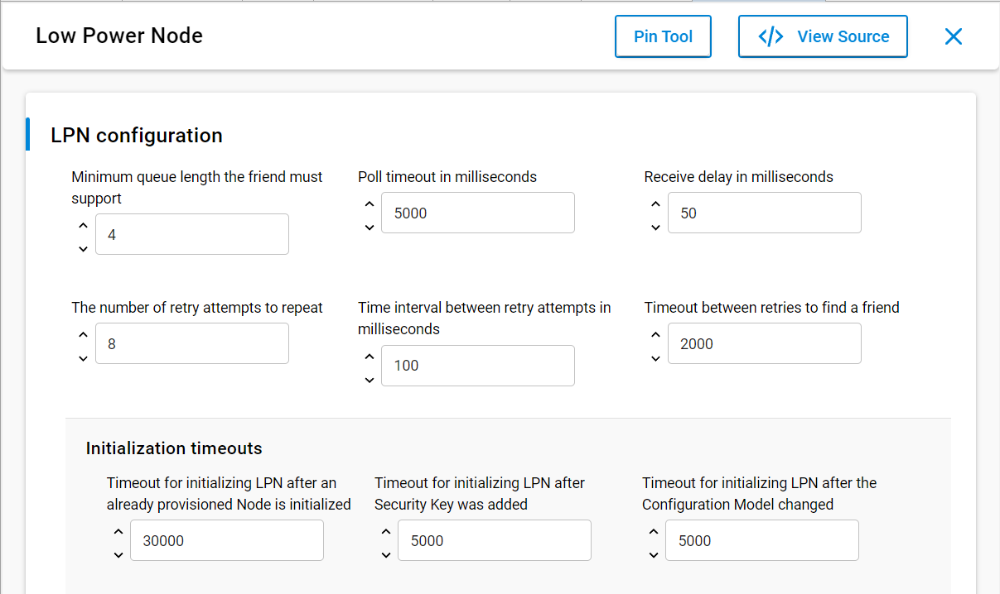 Low Power Node
Pin Tool
</> View Source
LPN configuration
Minimum queue length the friend must
support
4
Poll timeout in milliseconds
5000
Receive delay in milliseconds
50
The number of retry attempts to repeat
8
Time interval between retry attempts in
milliseconds
100
Timeout between retries to find a friend
2000
Initialization timeouts
Timeout for initializing LPN after an
already provisioned Node is initialized
30000
Timeout for initializing LPN after
Security Key was added
5000
Timeout for initializing LPN after the
Configuration Model changed
5000